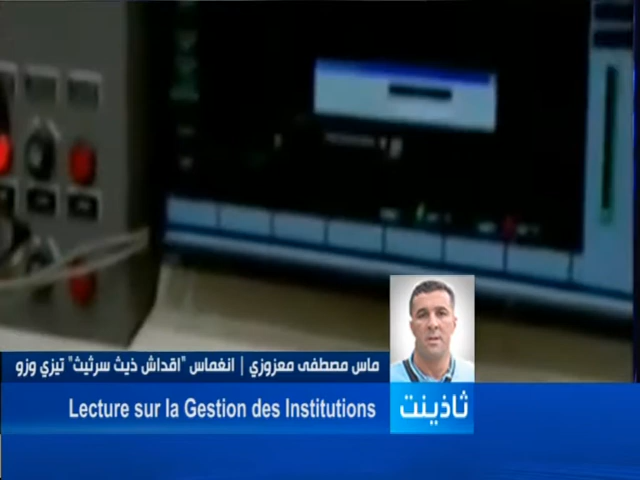 ماس مصطفى معزوزي | انغماس "اقداش ذيث سرثيث" تيزي وزو
Lecture sur la Gestion des Institutions
ثاذينت